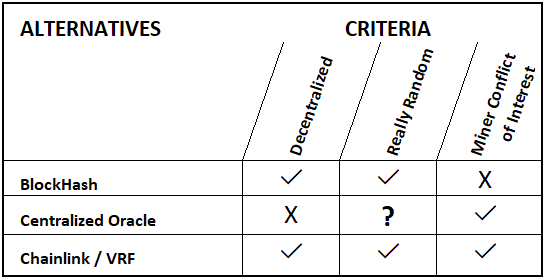 ALTERNATIVES CRITERIA
Decentralized
Really Random
Miner Conflict
of Interest
BlockHash ✓ ✓ X
Centralized Oracle X ? ✓
Chainlink / VRF ✓ ✓ ✓